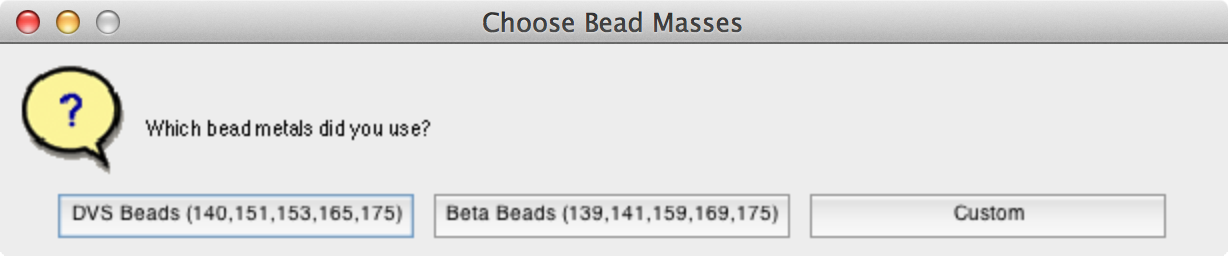 Choose Bead Masses
?
Which bead metals did you use?
DVS Beads (140,151,153,165,175)
Beta Beads (139,141,159,169,175)
Custom